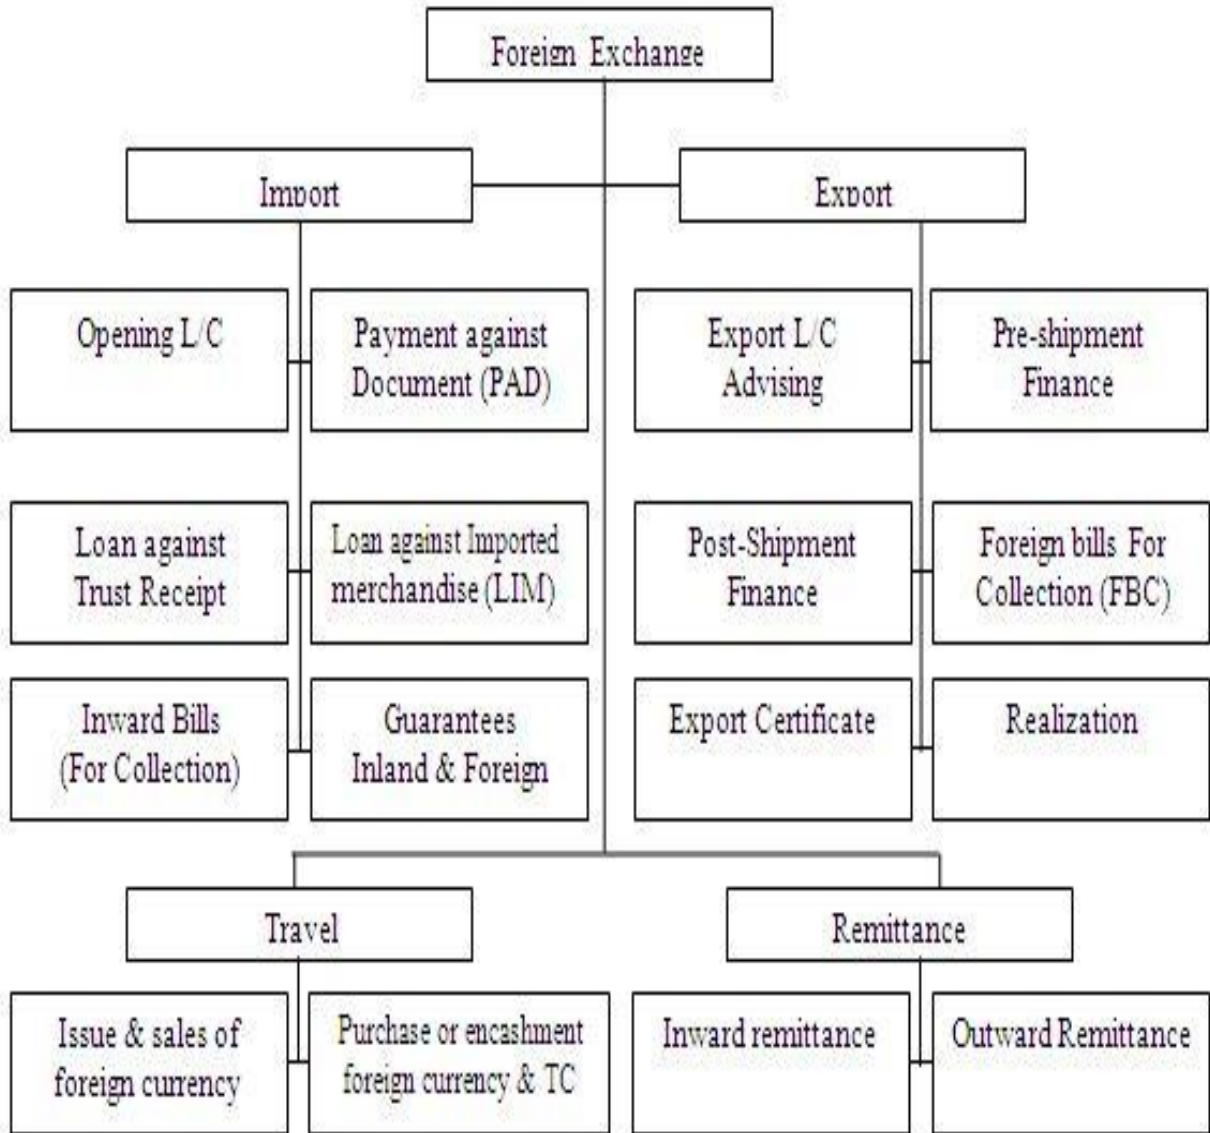 Foreign Exchange
Import
Export
Opening L/C
Payment against
Document (PAD)
Export L/C
Advising
Pre-shipment
Finance
Loan against
Trust Receipt
Loan against Imported
merchandise (LIM)
Post-Shipment
Finance
Foreign bills For
Collection (FBC)
Inward Bills
(For Collection)
Guarantees
Inland & Foreign
Export Certificate
Realization
Travel
Remittance
Issue & sales of
foreign currency
Purchase or encashment
foreign currency & TC
Inward remittance
Outward Remittance